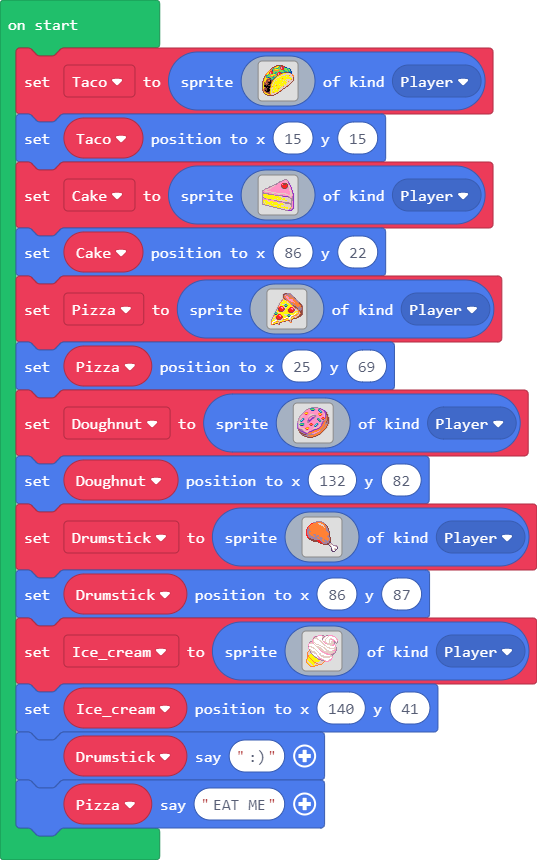 on start
set Taco to sprite of kind Player
set Taco position to x 15 y 15
set Cake to sprite of kind Player
set Cake position to x 86 y 22
set Pizza to sprite of kind Player
set Pizza position to x 25 y 69
set Doughnut to sprite of kind Player
set Doughnut position to x 132 y 82
set Drumstick to sprite of kind Player
set Drumstick position to x 86 y 87
set Ice_cream to sprite of kind Player
set Ice_cream position to x 140 y 41
Drumstick say ":)"
Pizza say "EAT ME"